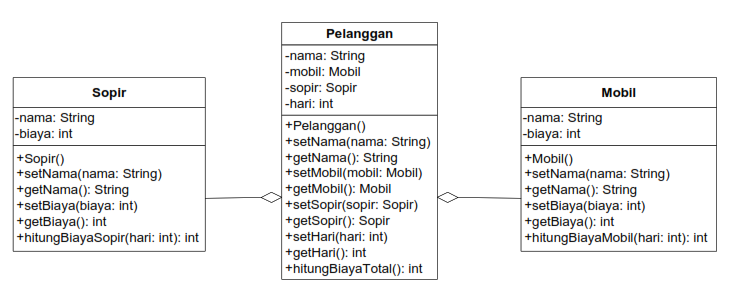 Sopir
-nama: String
-biaya: int
+Sopir()
+setNama(nama: String)
+getNama(): String
+setBiaya(biaya: int)
+getBiaya(): int
+hitungBiayaSopir(hari: int): int
Pelanggan
-nama: String
-mobil: Mobil
-sopir: Sopir
-hari: int
+Pelanggan()
+setNama(nama: String)
+getNama(): String
+setMobil(mobil: Mobil)
+getMobil(): Mobil
+setSopir(sopir: Sopir)
+getSopir(): Sopir
+setHari(hari: int)
+getHari(): int
+hitungBiayaTotal(): int
Mobil
-nama: String
-biaya: int
+Mobil()
+setNama(nama: String)
+getNama(): String
+setBiaya(biaya: int)
+getBiaya(): int
+hitungBiayaMobil(hari: int): int